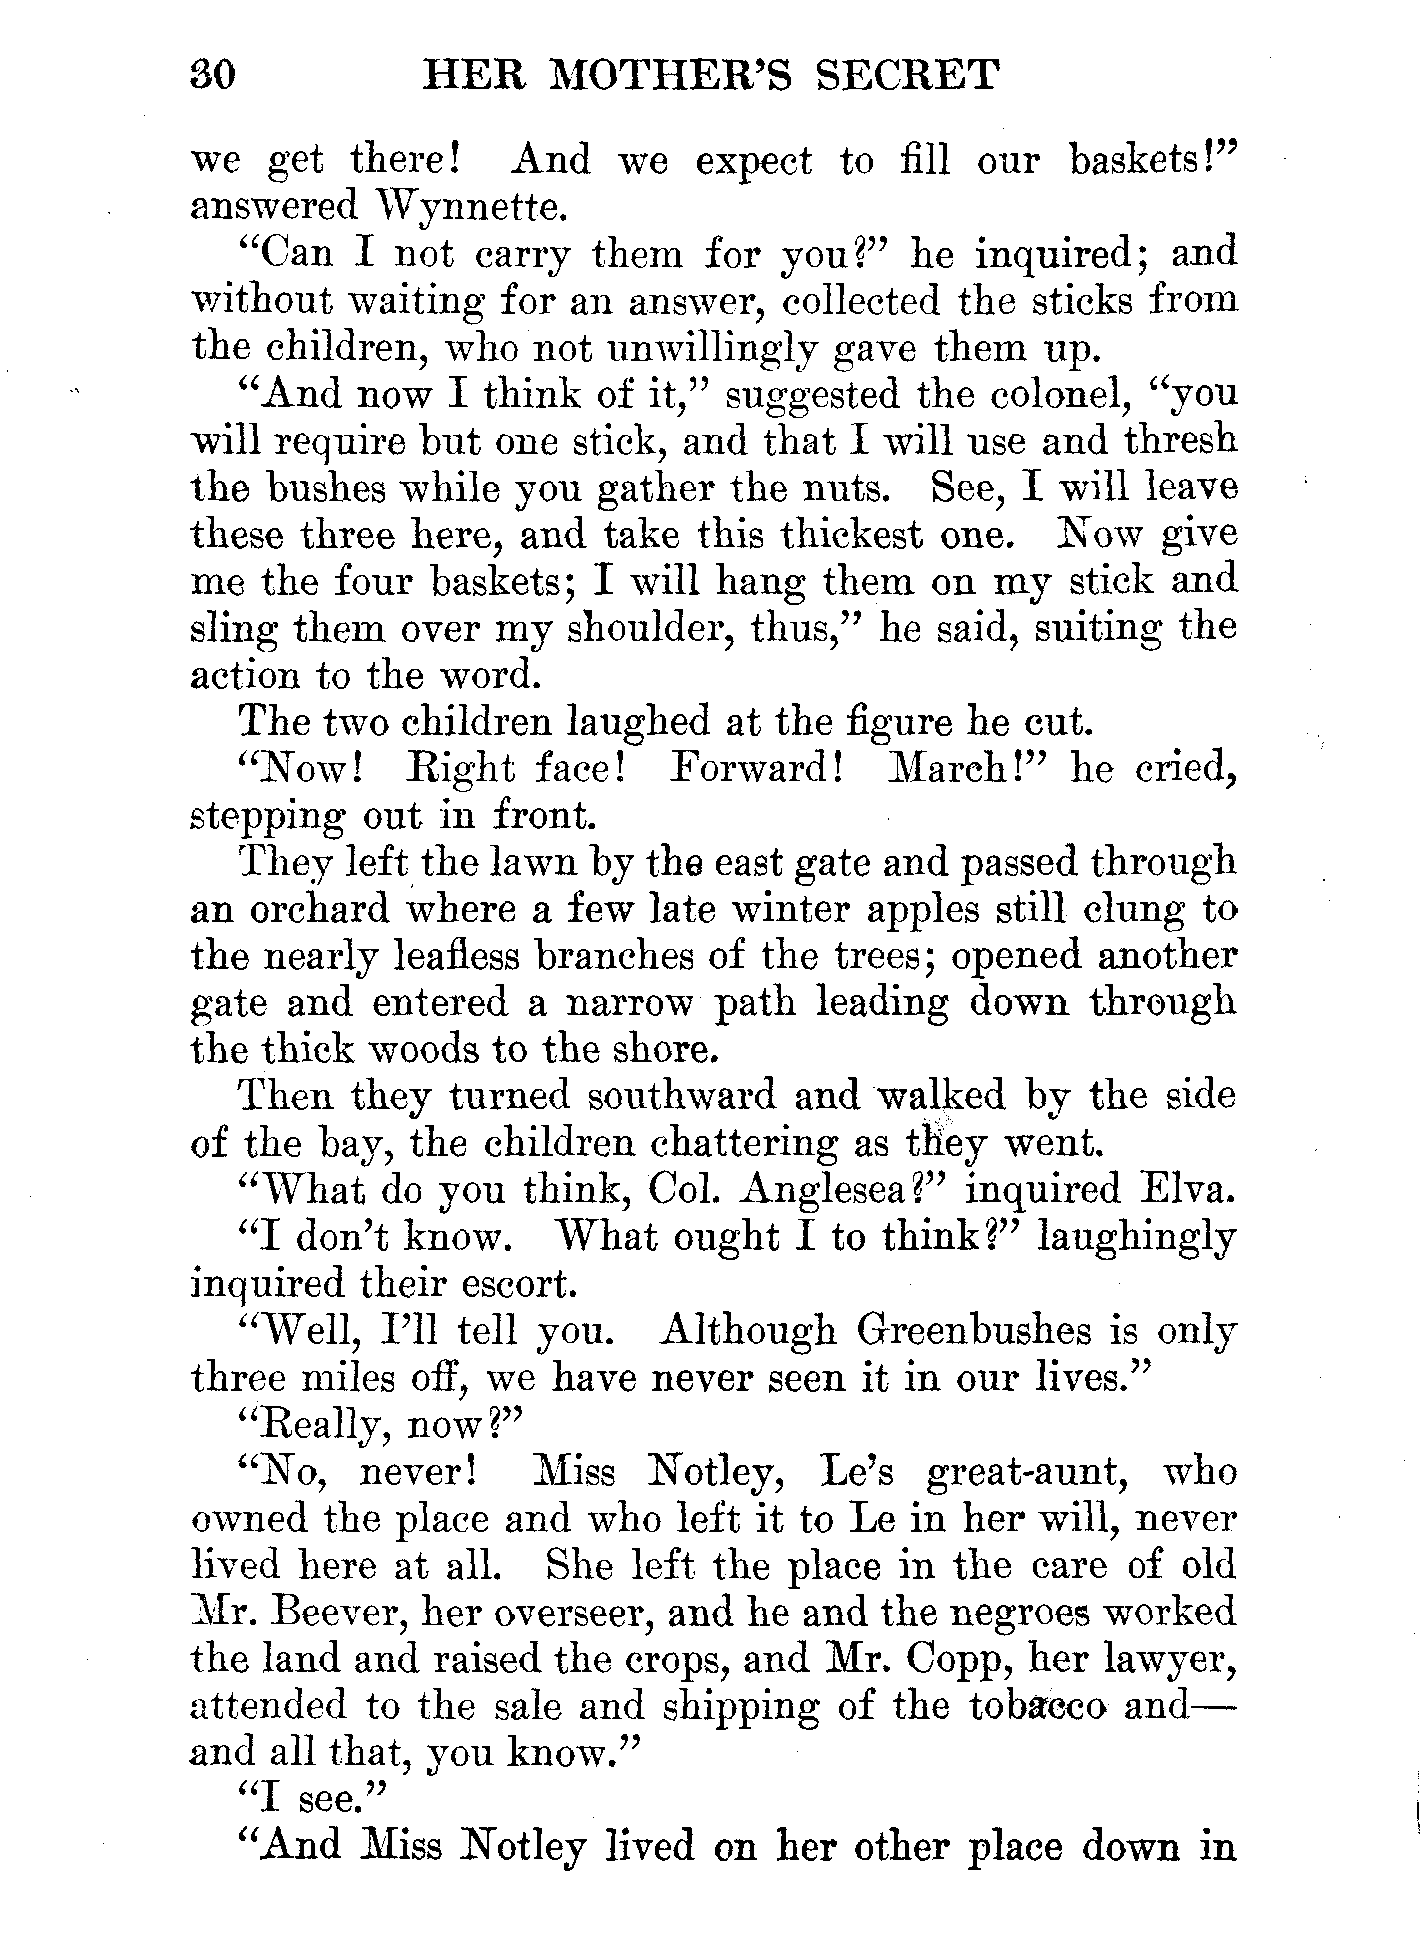 30 HER MOTHER'S SECRET
we get there! And we expect to fill our baskets!”
answered Wynnette.
“Can I not carry them for you?” he inquired; and
without waiting for an answer, collected the sticks from
the children, who not unwillingly gave them up.
“And now I think of it,” suggested the colonel, “you
will require but one stick, and that I will use and thresh
the bushes while you gather the nuts. See, I will leave
these three here, and take this thickest one. Now give
me the four baskets; I will hang them on my stick and
sling them over my shoulder, thus,” he said, suiting the
action to the word.
The two children laughed at the figure he cut.
“Now! Right face! Forward! March!” he cried,
stepping out in front.
They left the lawn by the east gate and passed through
an orchard where a few late winter apples still clung to
the nearly leafless branches of the trees; opened another
gate and entered a narrow path leading down through
the thick woods to the shore.
Then they turned southward and walked by the side
of the bay, the children chattering as they went.
“What do you think, Col. Anglesea?” inquired Elva.
“I don’t know. What ought I to think?” laughingly
inquired their escort.
“Well, I’ll tell you. Although Greenbushes is only
three miles off, we have never seen it in our lives.”
“Really, now?”
“No, never! Miss Notley, Le’s great-aunt, who
owned the place and who left it to Le in her will, never
lived here at all. She left the place in the care of old
Mr. Beever, her overseer, and he and the negroes worked
the land and raised the crops, and Mr. Copp, her lawyer,
attended to the sale and shipping of the tobacco and—
and all that, you know.”
“I see.”
“And Miss Notley lived on her other place down in